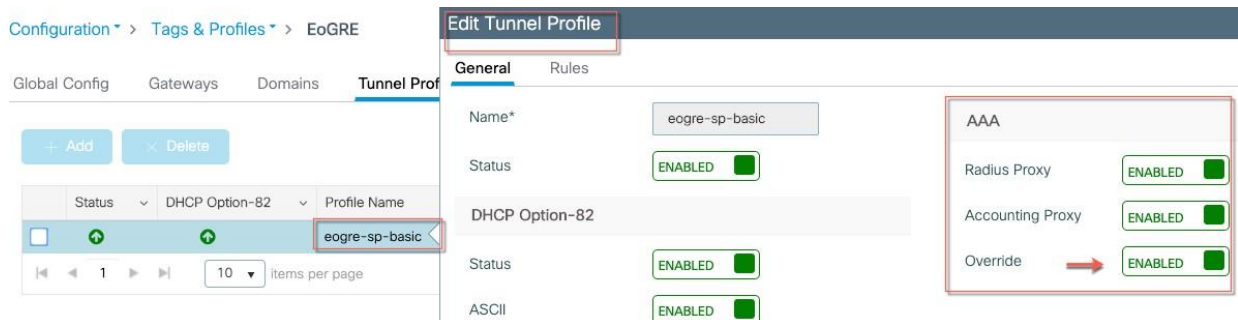 Configuration > Tags & Profiles > EoGRE
Global Config Gateways Domains Tunnel Prof
+ Add × Delete
Status DHCP Option-82 Profile Name
eogre-sp-basic
1 10 items per page
Edit Tunnel Profile
General Rules
Name* eogre-sp-basic
Status ENABLED
DHCP Option-82
Status ENABLED
ASCII ENABLED
AAA
Radius Proxy ENABLED
Accounting Proxy ENABLED
Override ENABLED